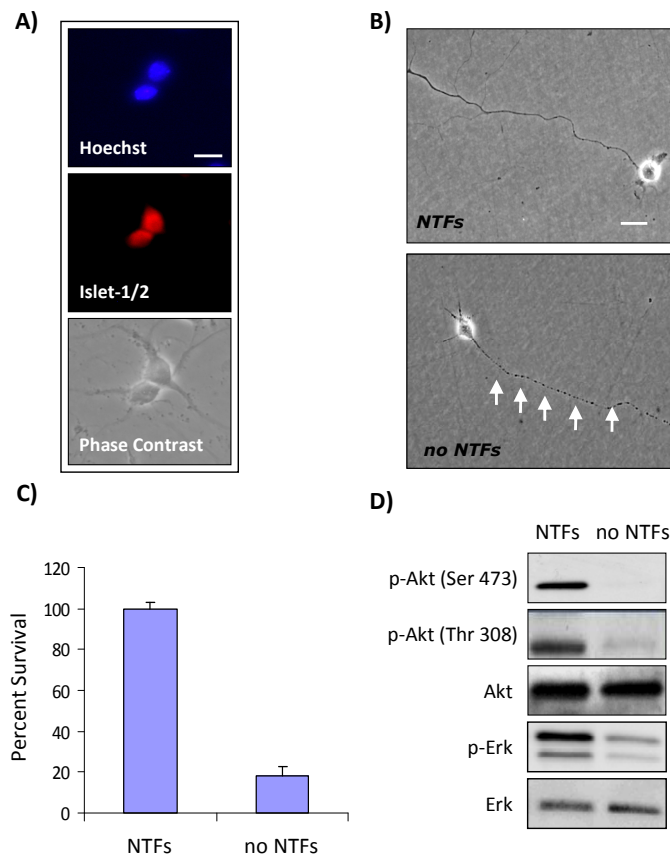 A)
Hoechst
Islet-1/2
Phase Contrast
B)
NTFs
no NTFs
C)
Percent Survival
120
100
80
60
40
20
0
NTFs no NTFs
D)
NTFs no NTFs
p-Akt (Ser 473)
p-Akt (Thr 308)
Akt
p-Erk
Erk